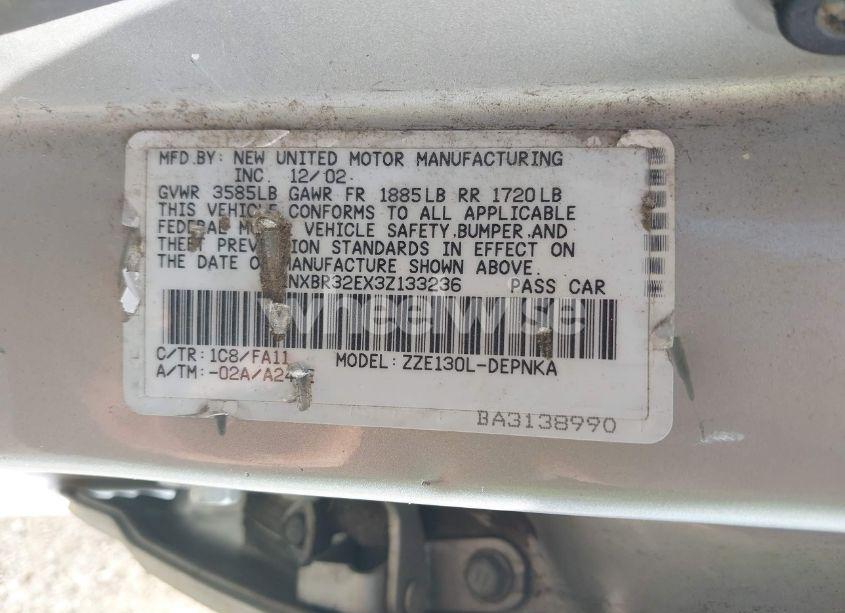 MFD.BY: NEW UNITED MOTOR MANUFACTURING
INC. 12/02
GVWR 3585LB GAWR FR 1885LB RR 1720LB
THIS VEHICLE CONFORMS TO ALL APPLICABLE
VEHICLE SAFETY,BUMPER,AND
STANDARDS IN EFFECT ON
THE DATE MANUFACTURE SHOWN ABOVE.
NXBR32EX3Z133236 PASS CAR
wheelwise
C/TR: 1C8/FA11 MODEL: ZZE130L-DEPNKA
A/TM: -02A/
BA3138990